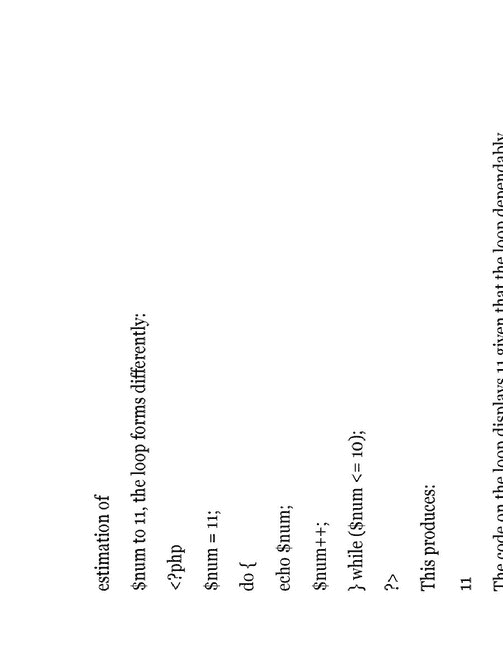 estimation of
$num to 11, the loop forms differently:
<?php
$num = 11;
do {
echo $num;
$num++;
} while ($num <= 10);
?>
This produces:
11
The code on the loop displays 11 given that the loop dependably